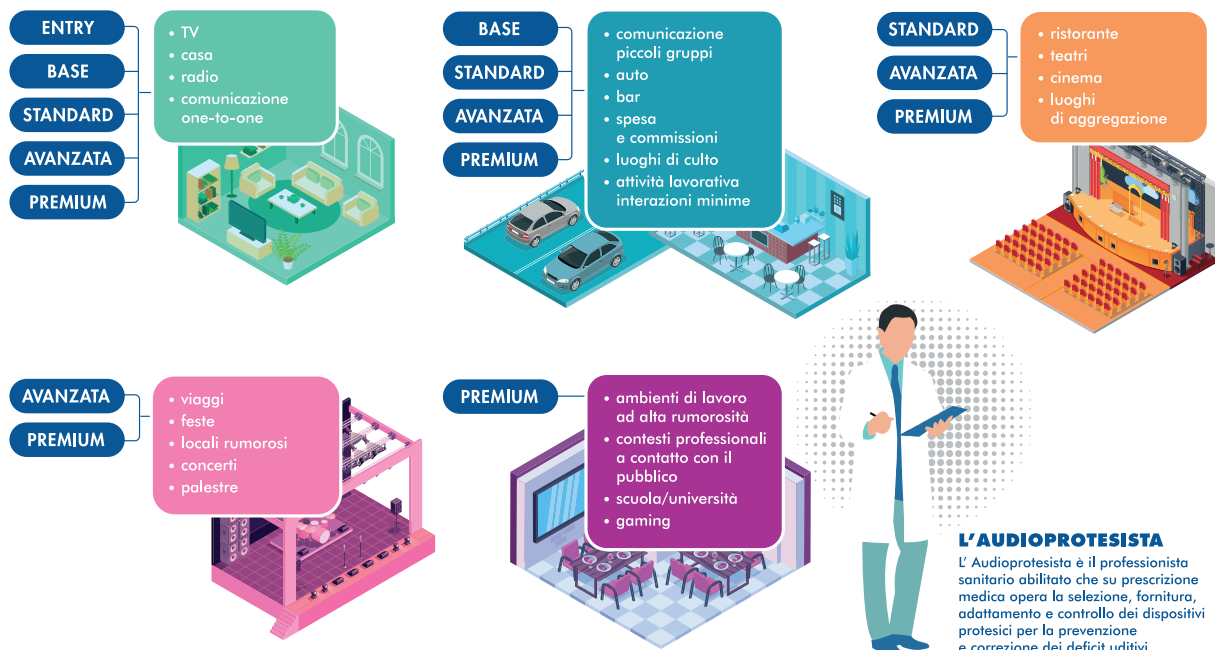 ENTRY
BASE
STANDARD
AVANZATA
PREMIUM
• TV
• casa
• radio
• comunicazione
one-to-one
BASE
STANDARD
AVANZATA
PREMIUM
• comunicazione
piccoli gruppi
• auto
• bar
• spesa
e commissioni
• luoghi di culto
• attività lavorativa
interazioni minime
STANDARD
AVANZATA
PREMIUM
• ristorante
• teatri
• cinema
• luoghi
di aggregazione
AVANZATA
PREMIUM
• viaggi
• feste
• locali rumorosi
• concerti
• palestre
PREMIUM
• ambienti di lavoro
ad alta rumorosità
• contesti professionali
a contatto con il
pubblico
• scuola/università
• gaming
L'AUDIOPROTESISTA
L' Audioprotesista è il professionista
sanitario abilitato che su prescrizione
medica opera la selezione, fornitura,
adattamento e controllo dei dispositivi
protesici per la prevenzione
e correzione dei deficit uditivi